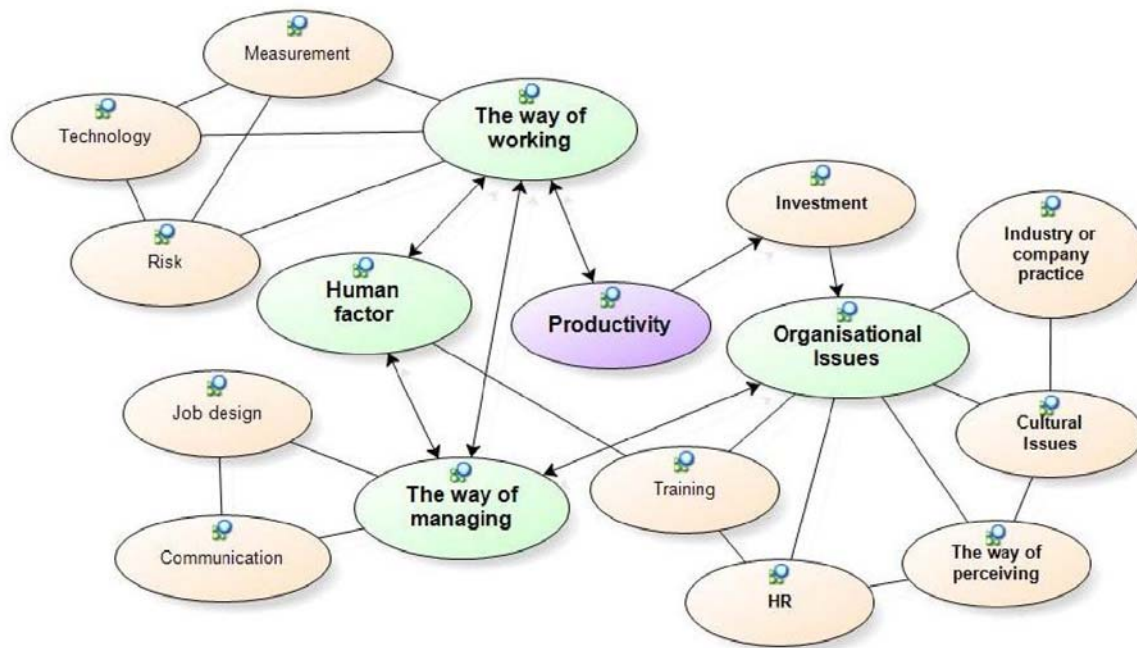 Measurement
The way of
working
Technology
Investment
Industry or
company
practice
Risk
Human
factor
Productivity
Organisational
Issues
Job design
Cultural
Issues
The way of
managing
Training
Communication
The way of
perceiving
HR